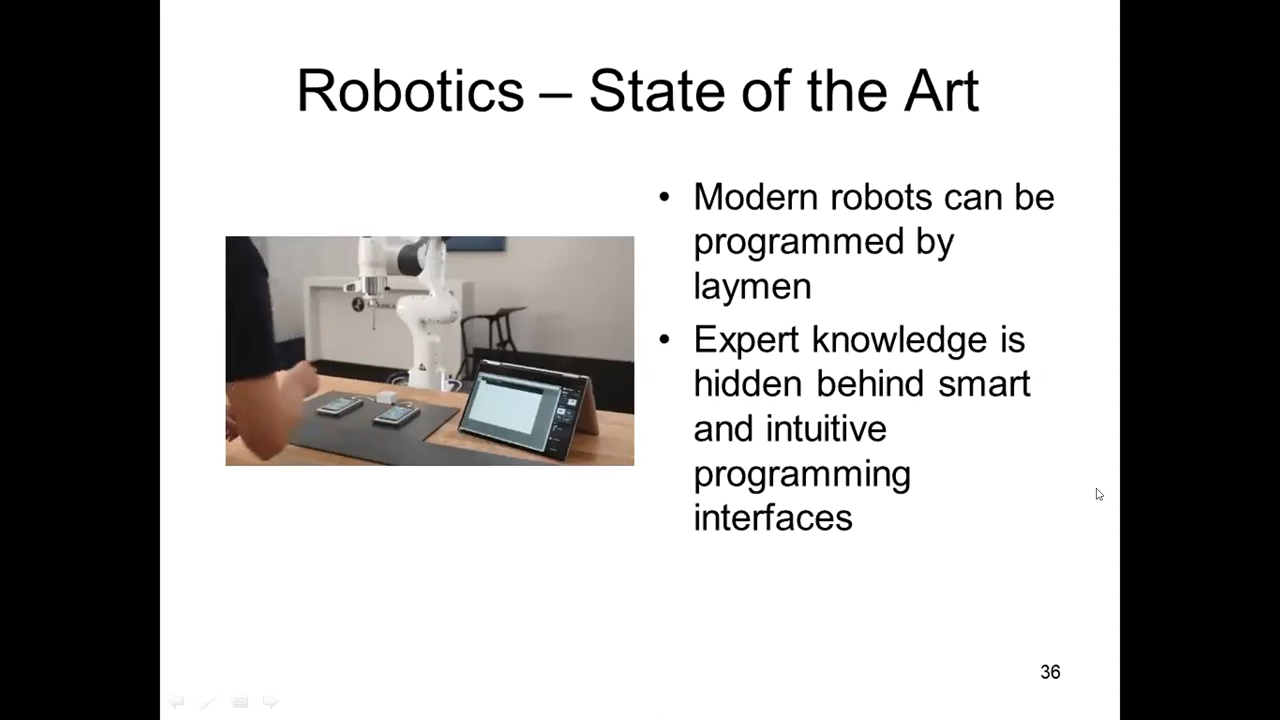 Robotics – State of the Art
• Modern robots can be
programmed by
laymen
• Expert knowledge is
hidden behind smart
and intuitive
programming
interfaces
36